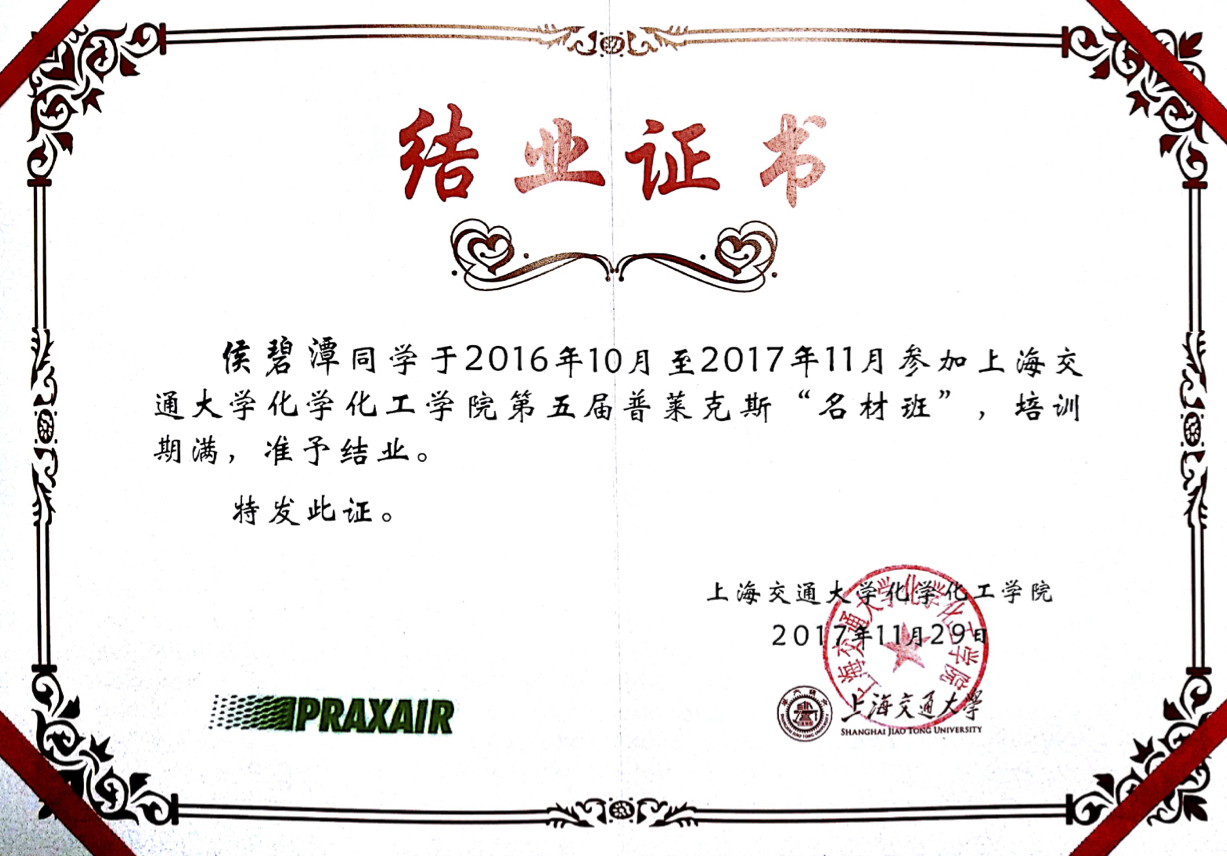 结业证书
侯碧潭同学于2016年10月至2017年11月参加上海交
通大学化学化工学院第五届普莱克斯“名材班”，培训
期满，准予结业。
特发此证。
上海交通大学化学化工学院
2017年11月29日
上海交通大学化学化工学院
PRAXAIR
上海交通大学
SHANGHAI JIAO TONG UNIVERSITY